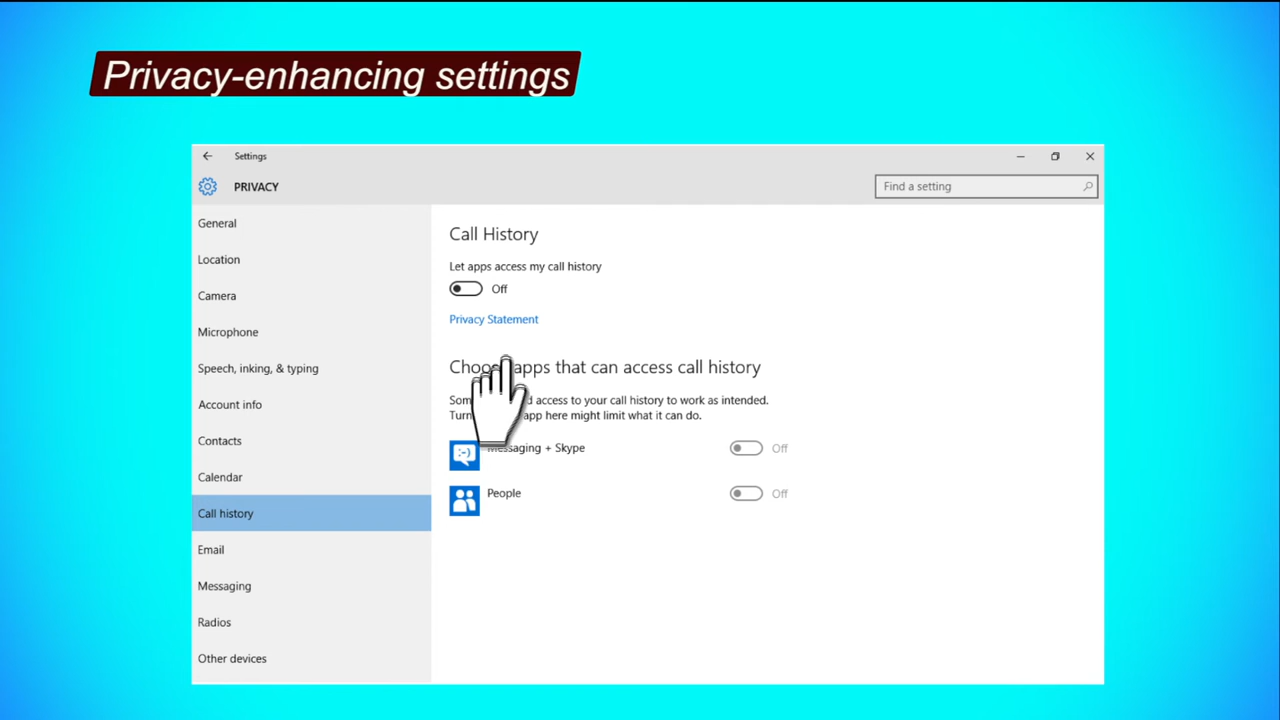 Privacy-enhancing settings
Settings
PRIVACY
Find a setting
General
Location
Camera
Microphone
Speech, inking, & typing
Account info
Contacts
Calendar
Call history
Email
Messaging
Radios
Other devices
Call History
Let apps access my call history
Off
Privacy Statement
apps that can access call history
access to your call history to work as intended.
app here might limit what it can do.
+ Skype Off
People Off